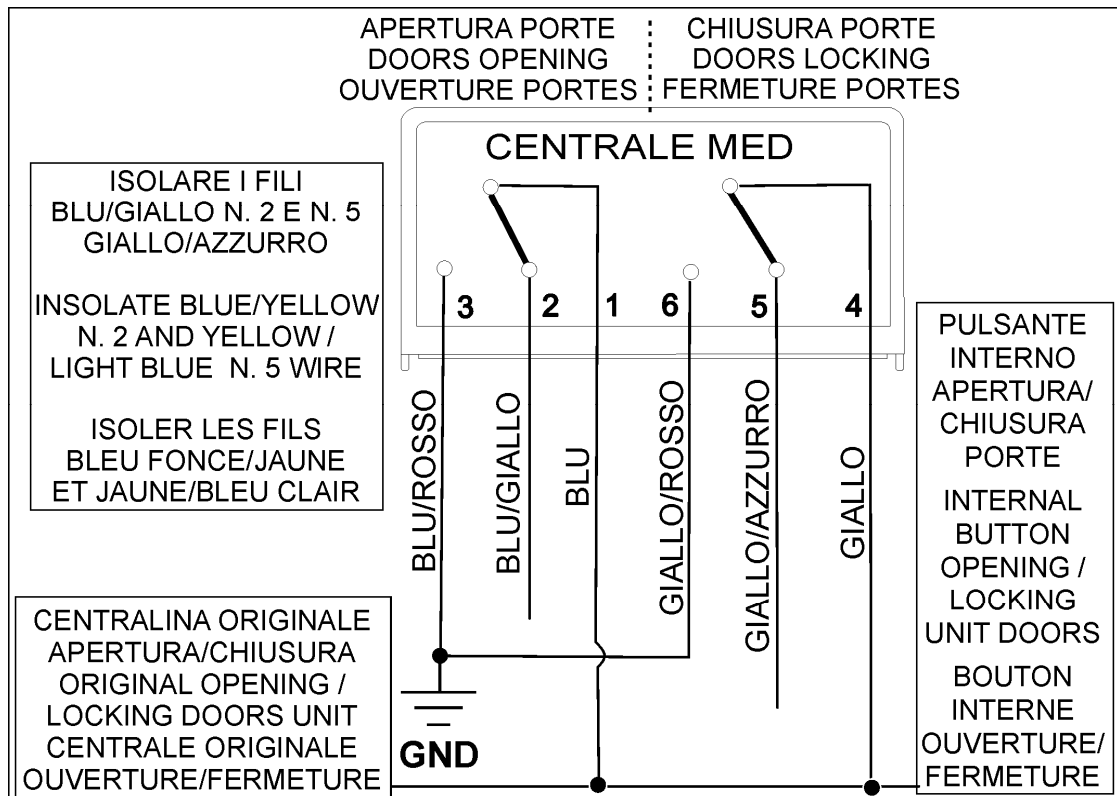 APERTURA PORTE
DOORS OPENING
OUVERTURE PORTES
CHIUSURA PORTE
DOORS LOCKING
FERMETURE PORTES
CENTRALE MED
ISOLARE I FILI
BLU/GIALLO N. 2 E N. 5
GIALLO/AZZURRO
INSOLATE BLUE/YELLOW
N. 2 AND YELLOW /
LIGHT BLUE N. 5 WIRE
ISOLER LES FILS
BLEU FONCE/JAUNE
ET JAUNE/BLEU CLAIR
3 2 1 6 5 4
BLU/ROSSO
BLU/GIALLO
BLU
GIALLO/ROSSO
GIALLO/AZZURRO
GIALLO
PULSANTE
INTERNO
APERTURA/
CHIUSURA
PORTE
INTERNAL
BUTTON
OPENING /
LOCKING
UNIT DOORS
BOUTON
INTERNE
OUVERTURE/
FERMETURE
CENTRALINA ORIGINALE
APERTURA/CHIUSURA
ORIGINAL OPENING /
LOCKING DOORS UNIT
CENTRALE ORIGINALE
OUVERTURE/FERMETURE
GND